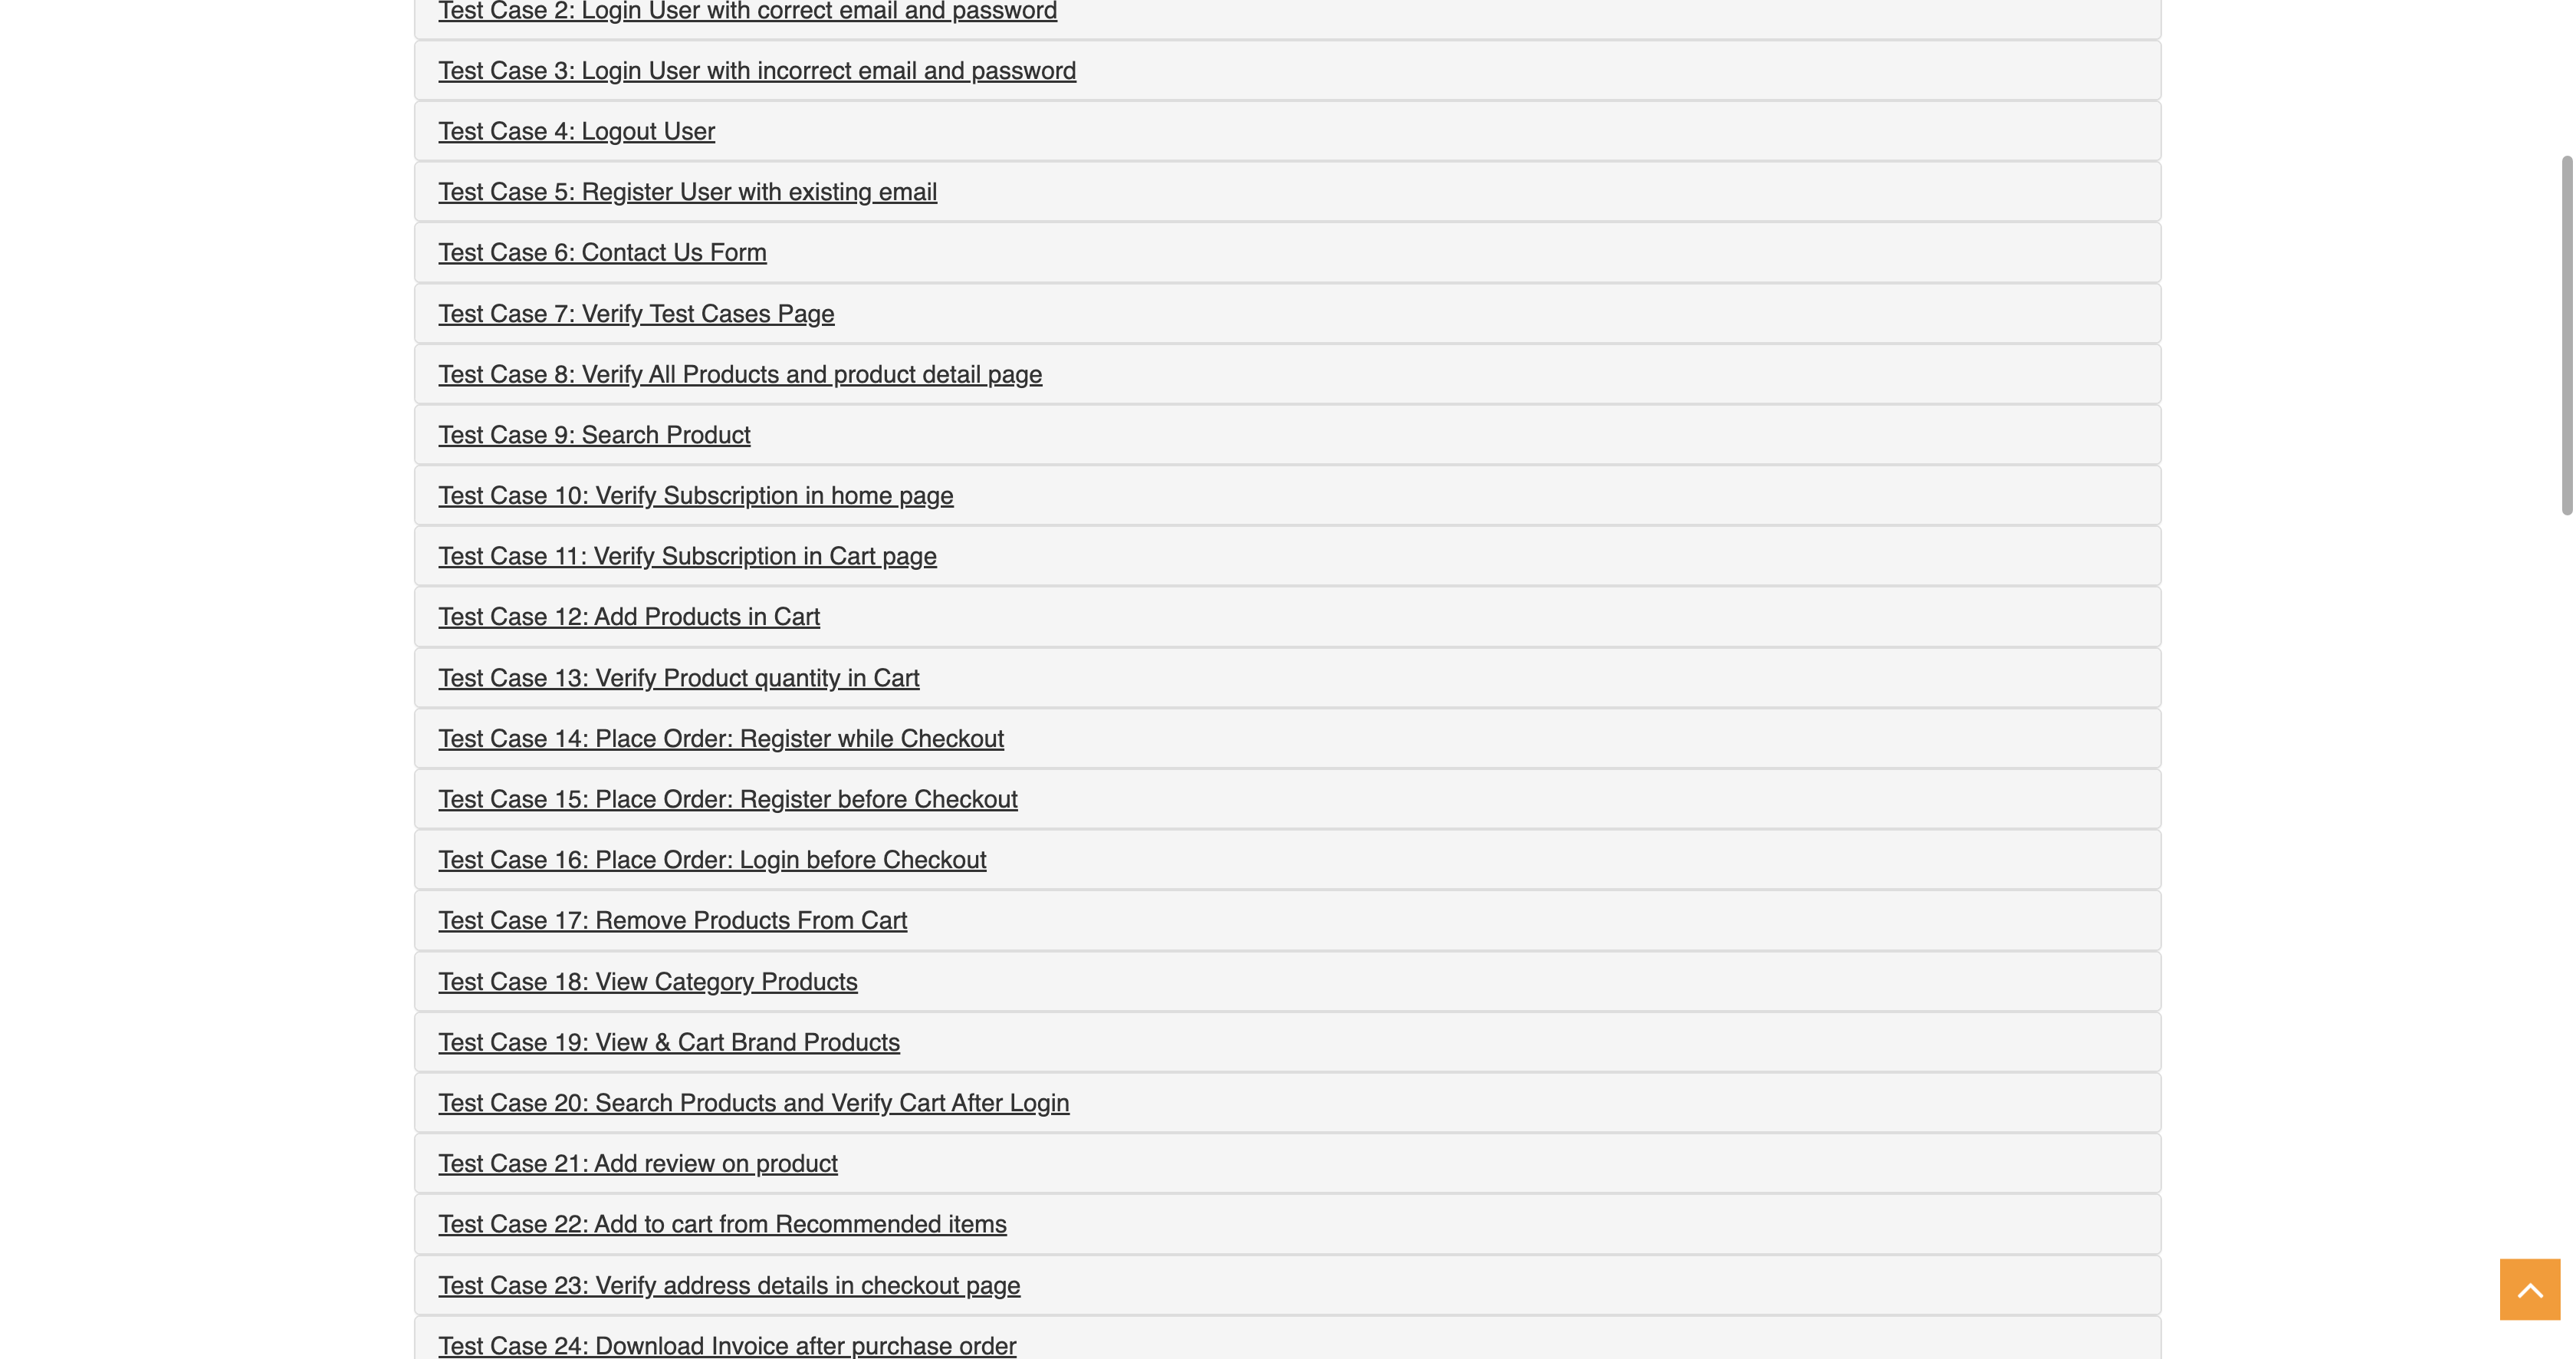 Test Case 2: Login User with correct email and password
Test Case 3: Login User with incorrect email and password
Test Case 4: Logout User
Test Case 5: Register User with existing email
Test Case 6: Contact Us Form
Test Case 7: Verify Test Cases Page
Test Case 8: Verify All Products and product detail page
Test Case 9: Search Product
Test Case 10: Verify Subscription in home page
Test Case 11: Verify Subscription in Cart page
Test Case 12: Add Products in Cart
Test Case 13: Verify Product quantity in Cart
Test Case 14: Place Order: Register while Checkout
Test Case 15: Place Order: Register before Checkout
Test Case 16: Place Order: Login before Checkout
Test Case 17: Remove Products From Cart
Test Case 18: View Category Products
Test Case 19: View & Cart Brand Products
Test Case 20: Search Products and Verify Cart After Login
Test Case 21: Add review on product
Test Case 22: Add to cart from Recommended items
Test Case 23: Verify address details in checkout page
Test Case 24: Download Invoice after purchase order